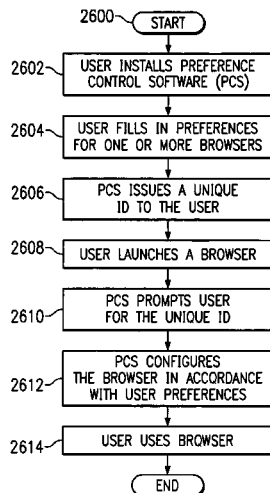 2600
START
2602
USER INSTALLS PREFERENCE
CONTROL SOFTWARE (PCS)
2604
USER FILLS IN PREFERENCES
FOR ONE OR MORE BROWSERS
2606
PCS ISSUES A UNIQUE
ID TO THE USER
2608
USER LAUNCHES A BROWSER
2610
PCS PROMPTS USER
FOR THE UNIQUE ID
2612
PCS CONFIGURES
THE BROWSER IN ACCORDANCE
WITH USER PREFERENCES
2614
USER USES BROWSER
END